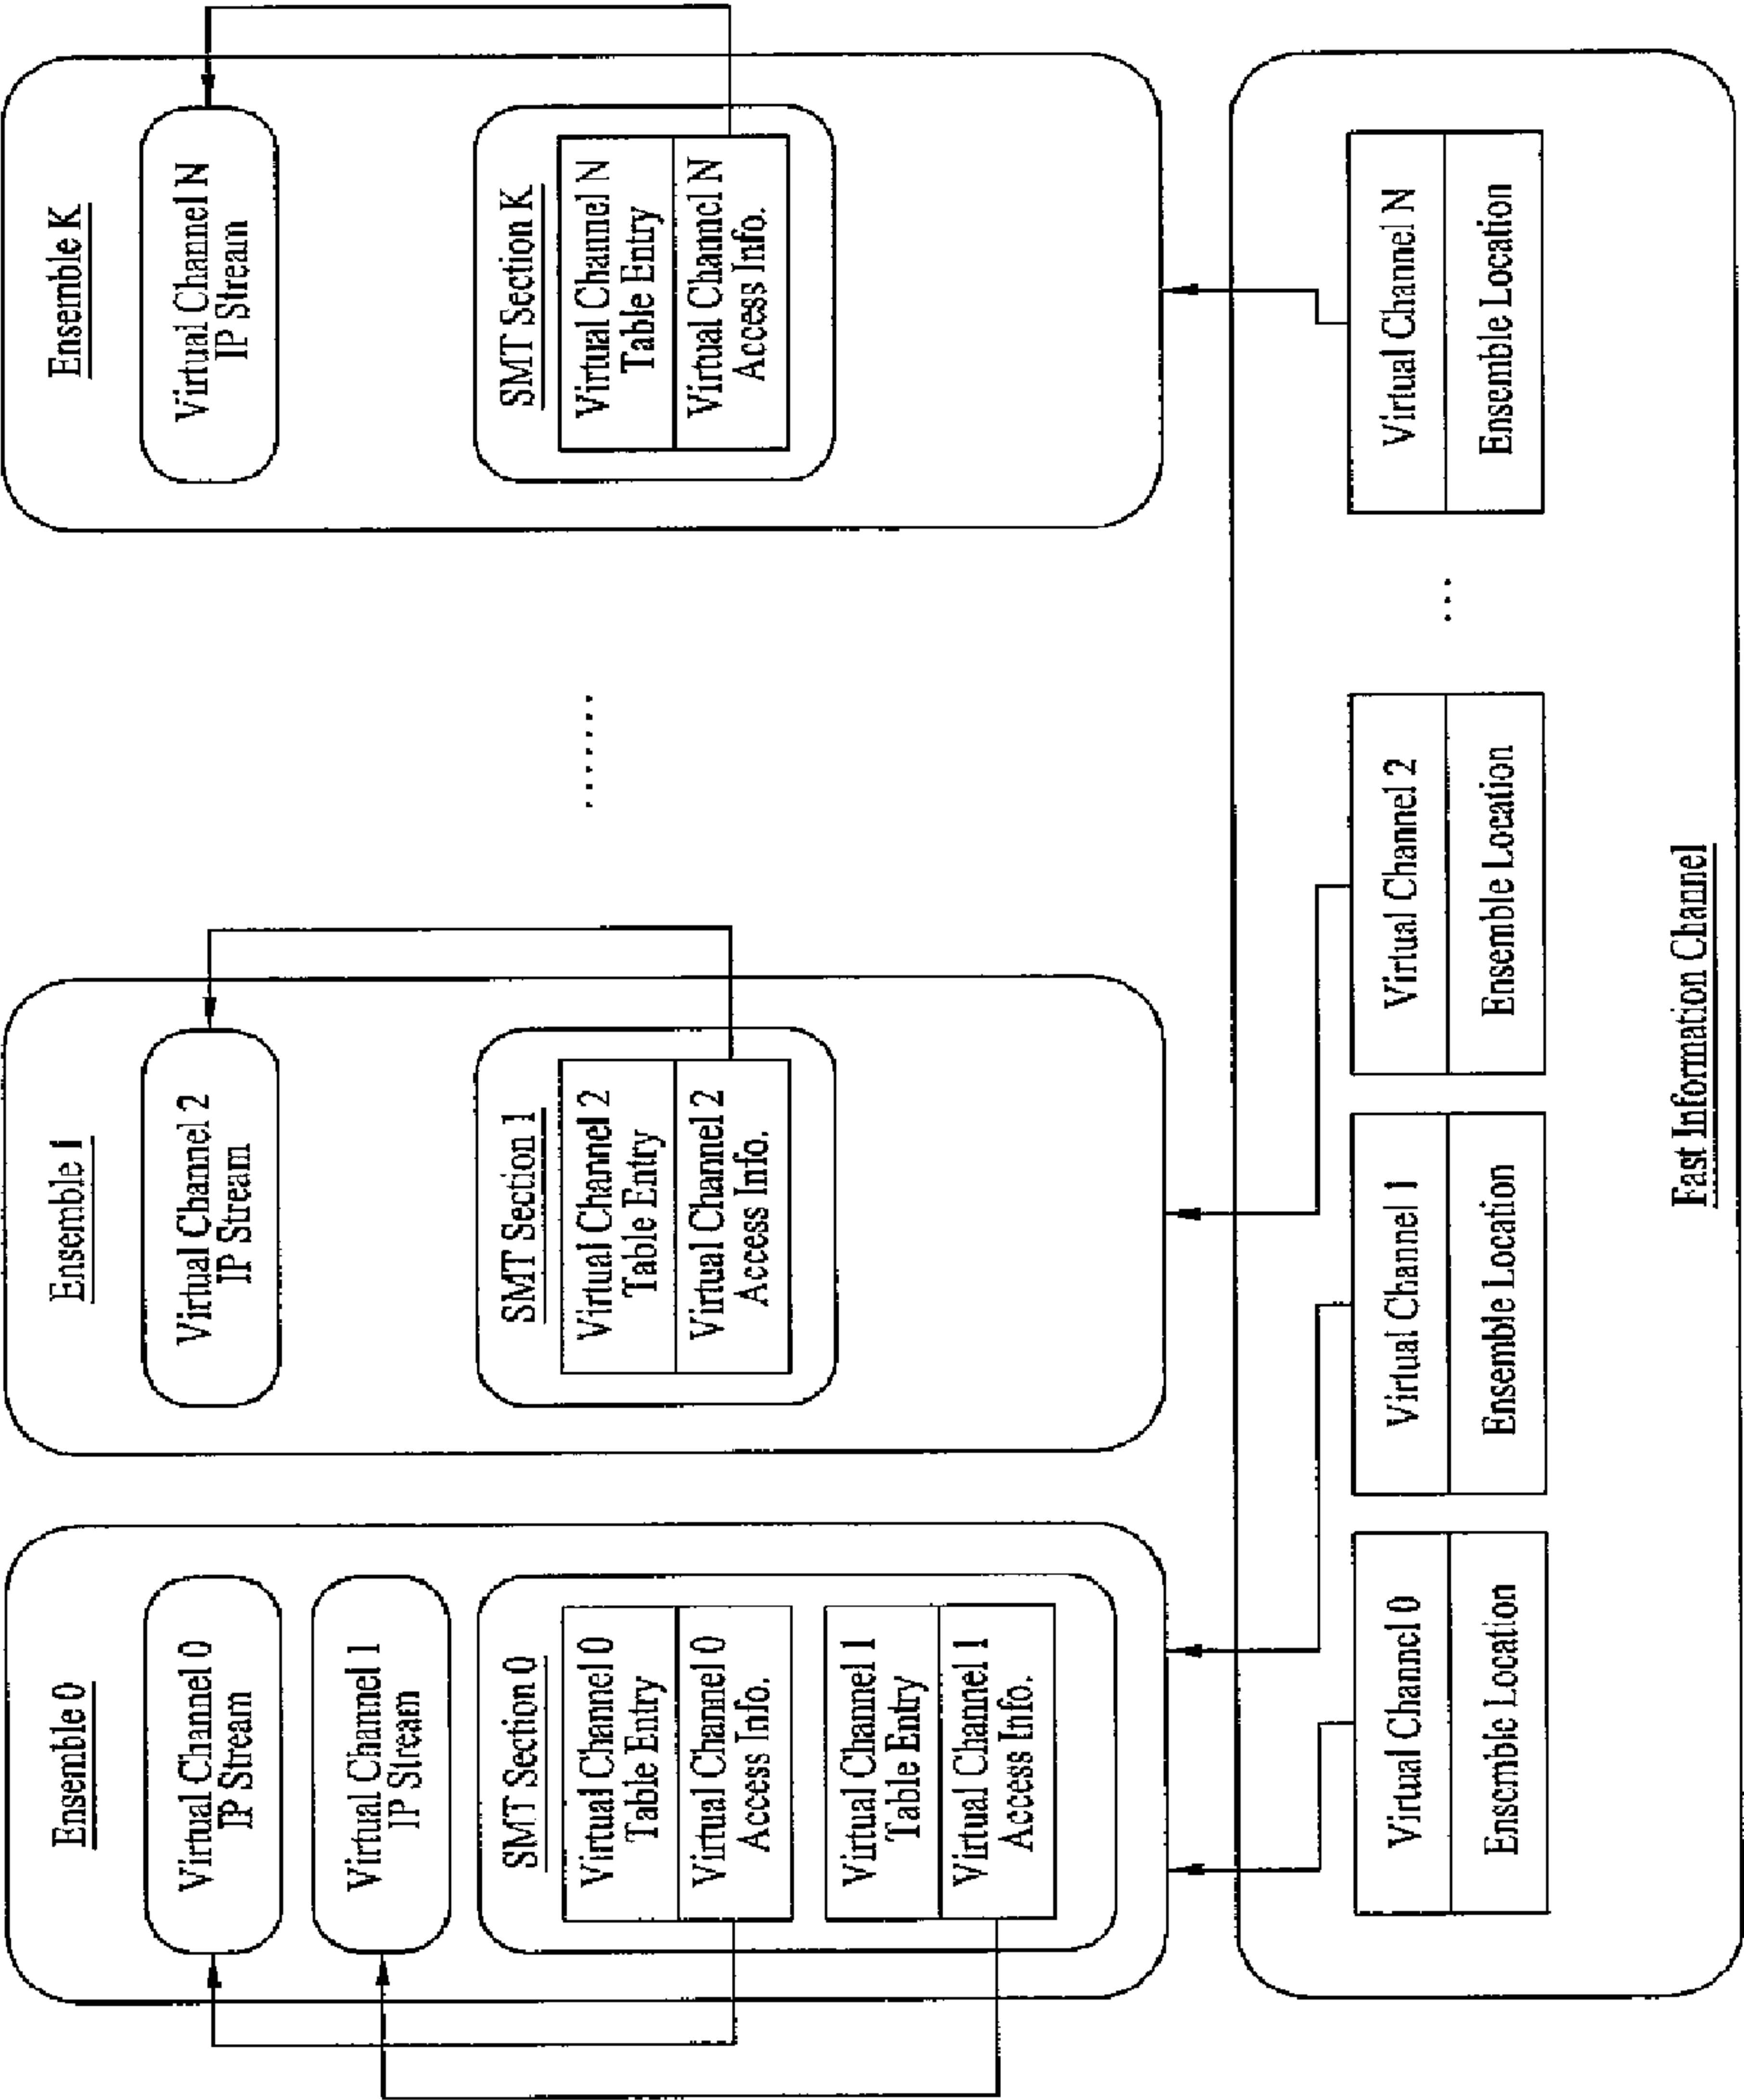 Ensemble 0
Virtual Channel 0
IP Stream
Virtual Channel 1
IP Stream
SMT Section 0
Virtual Channel 0
Table Entry
Virtual Channel 0
Access Info.
Virtual Channel 1
Table Entry
Virtual Channel 1
Access Info.
Ensemble 1
Virtual Channel 2
IP Stream
SMT Section 1
Virtual Channel 2
Table Entry
Virtual Channel 2
Access Info.
.......
Ensemble K
Virtual Channel N
IP Stream
SMT Section K
Virtual Channel N
Table Entry
Virtual Channel N
Access Info.
Virtual Channel 0
Ensemble Location
Virtual Channel 1
Ensemble Location
Virtual Channel 2
Ensemble Location
...
Virtual Channel N
Ensemble Location
Fast Information Channel